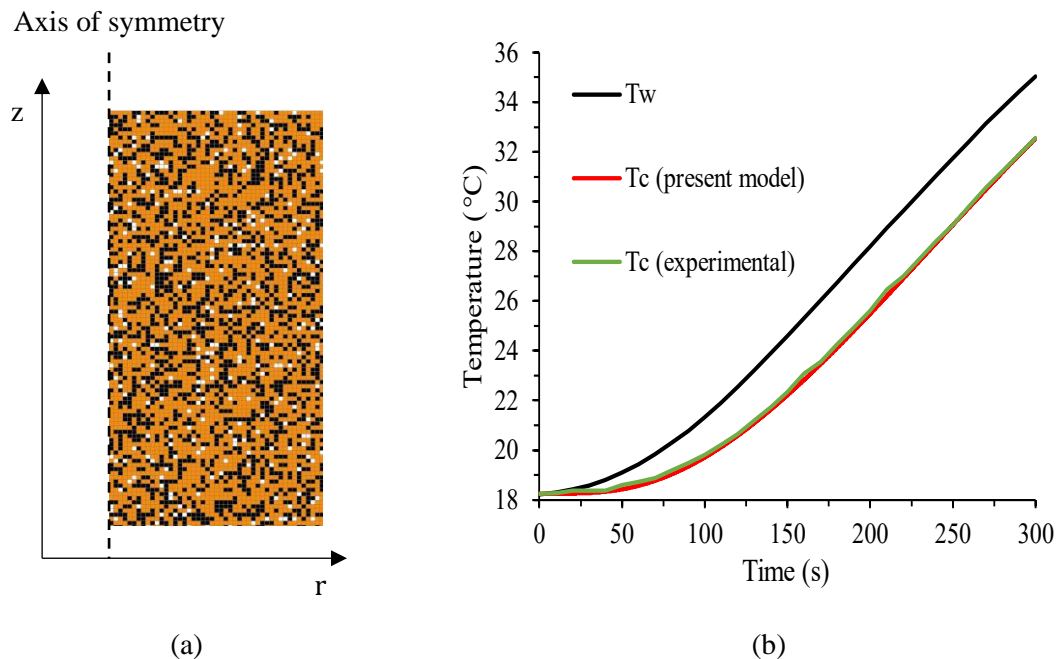 Axis of symmetry
z
r
(a)
36
34
32
30
28
26
24
22
20
18
Temperature ( °C)
Tw
Tc (present model)
Tc (experimental)
0
50
100
150
200
250
300
Time (s)
(b)